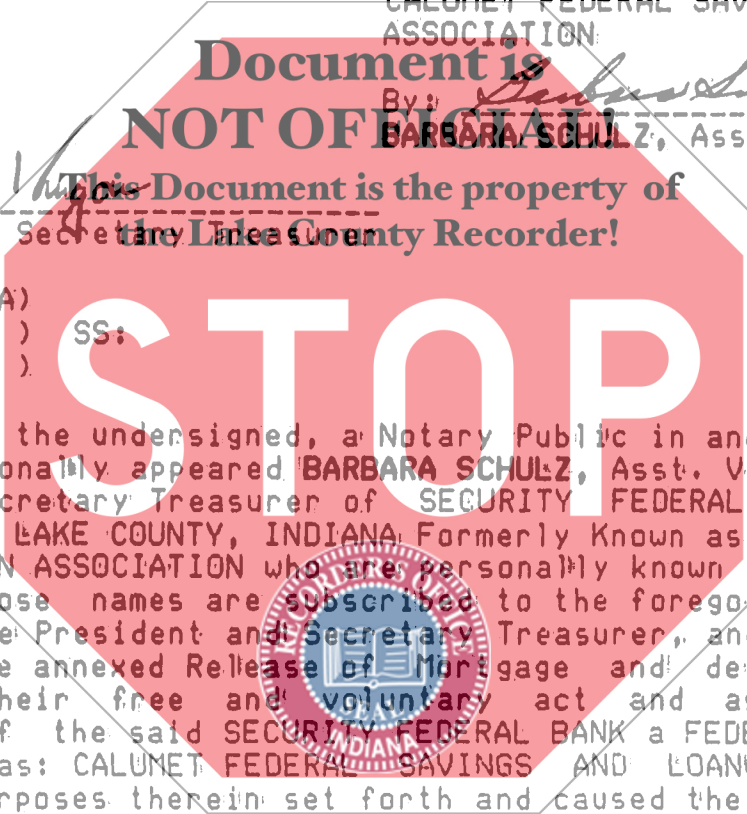 CALUMET FEDERAL SAV
ASSOCIATION
Document is
By:
NOT OFFICIAL!
BARBARA SCHULZ, Ass
This Document is the property of
the Lake County Recorder!
Secretary Treasurer
A)
) SS:
)
STOP
the undersigned, a Notary Public in an
onally appeared BARBARA SCHULZ, Asst. V
cretary Treasurer of SECURITY FEDERAL
LAKE COUNTY, INDIANA Formerly Known as
N ASSOCIATION who are personally known
ose names are subscribed to the forego
e President and Secretary Treasurer, an
e annexed Release of Mortgage and de
heir free and voluntary act and as
f the said SECURITY FEDERAL BANK a FEDE
as: CALUMET FEDERAL SAVINGS AND LOAN
rposes therein set forth and caused the
RECORDER'S OFFICE
SEAL
INDIANA